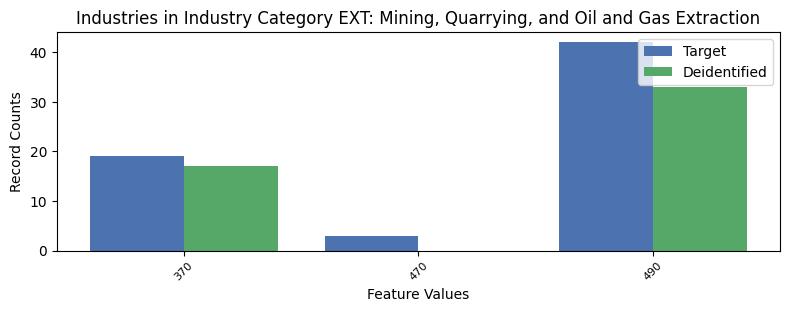 Industries in Industry Category EXT: Mining, Quarrying, and Oil and Gas Extraction
Target
Deidentified
40
30
20
10
0
Record Counts
370
470
490
Feature Values